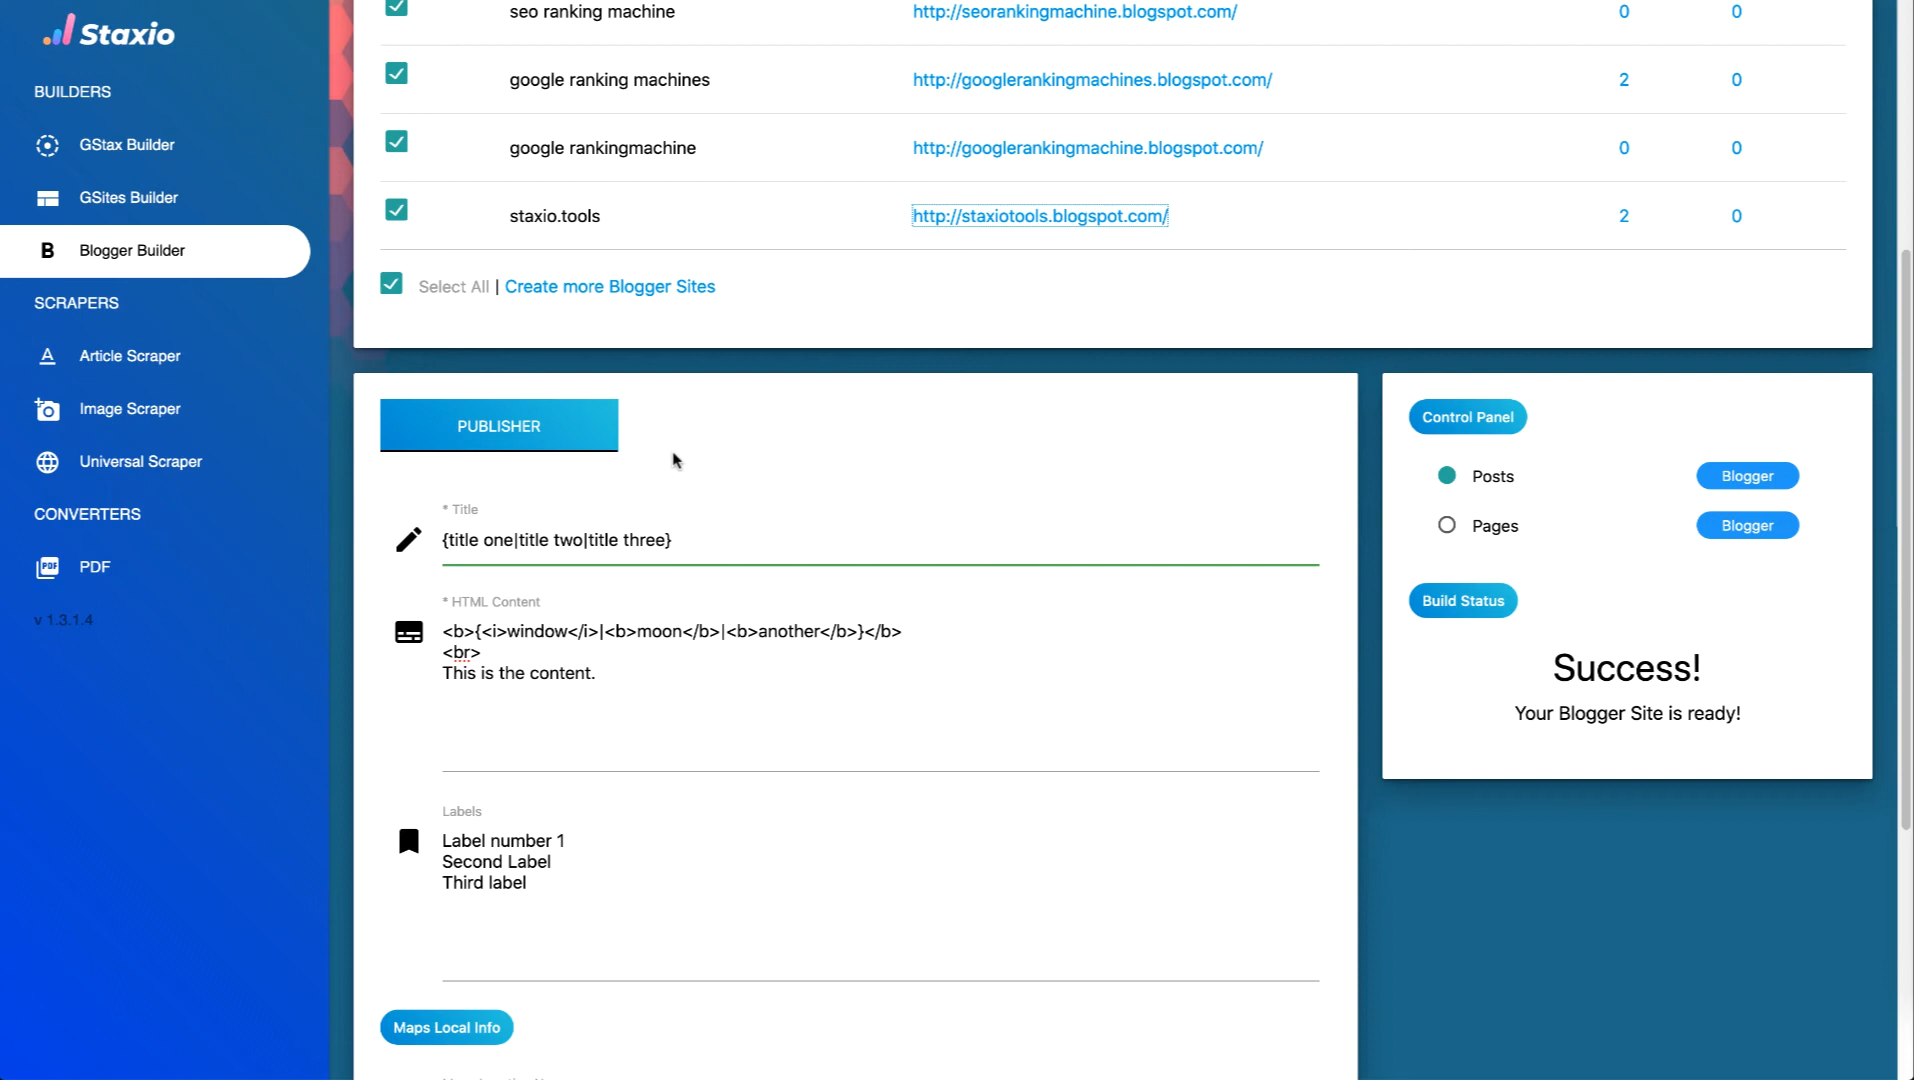 Staxio
BUILDERS
GStax Builder
GSites Builder
B Blogger Builder
SCRAPERS
A Article Scraper
Image Scraper
Universal Scraper
CONVERTERS
PDF PDF
v 1.3.1.4
seo ranking machine http://seorankingmachine.blogspot.com/ 0 0
google ranking machines http://googlerankingmachines.blogspot.com/ 2 0
google rankingmachine http://googlerankingmachine.blogspot.com/ 0 0
staxio.tools http://staxiotools.blogspot.com/ 2 0
Select All | Create more Blogger Sites
PUBLISHER
* Title
{title one|title two|title three}
* HTML Content
<b>{<i>window</i>|<b>moon</b>|<b>another</b>}</b>
<br>
This is the content.
Labels
Label number 1
Second Label
Third label
Maps Local Info
Control Panel
Posts Blogger
Pages Blogger
Build Status
Success!
Your Blogger Site is ready!